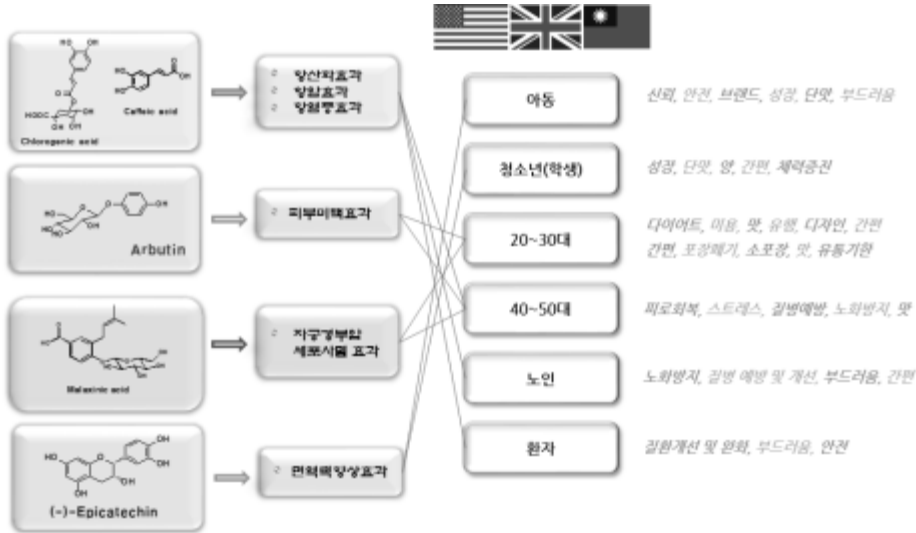 Chlorogenic acid
Caffeic acid
항산화효과
항암효과
항염증효과
Arbutin
피부미백효과
Malaxinic acid
자궁경부암
세포사멸 효과
(-)-Epicatechin
면역력향상효과
아동
신뢰, 안전, 브랜드, 성장, 단맛, 부드러움
청소년(학생)
성장, 단맛, 양, 간편, 체력증진
20~30대
다이어트, 미용, 맛, 유행, 디자인, 간편
간편, 포장폐기, 소포장, 맛, 유통기한
40~50대
피로회복, 스트레스, 질병예방, 노화방지, 맛
노인
노화방지, 질병 예방 및 개선, 부드러움, 간편
환자
질환개선 및 완화, 부드러움, 안전